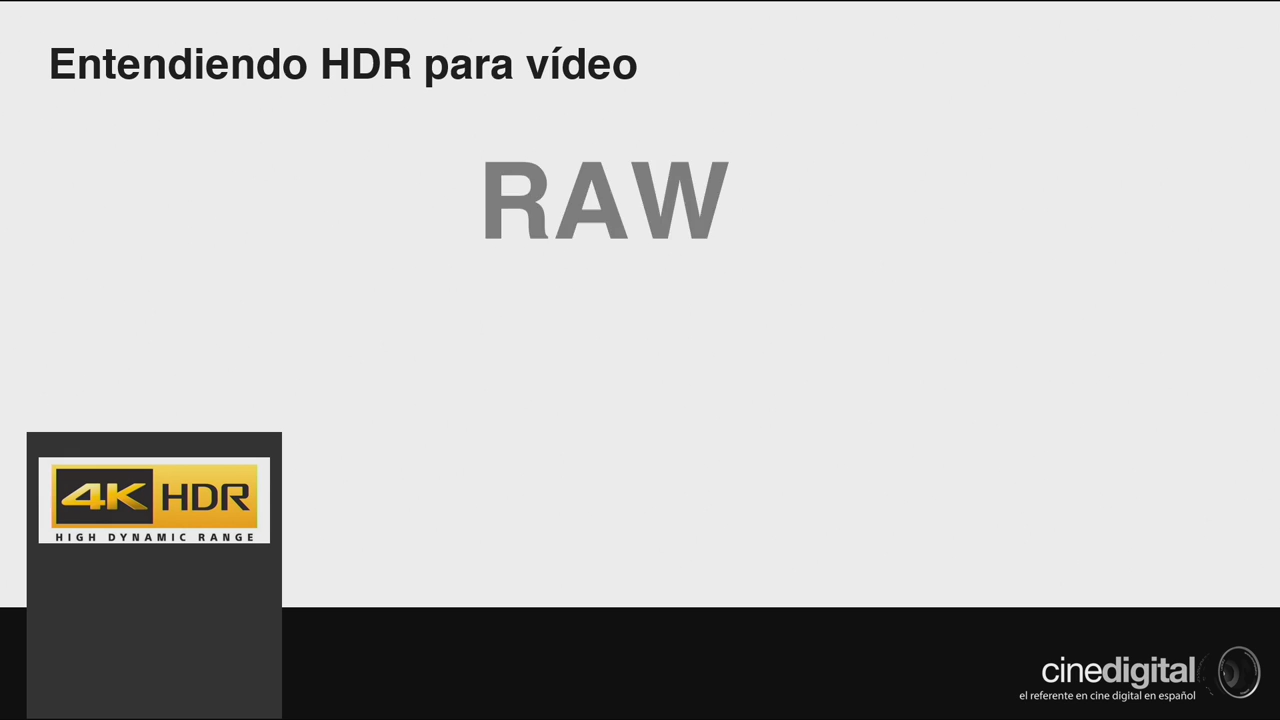 Entendiendo HDR para vídeo
RAW
4K HDR
HIGH DYNAMIC RANGE
cinedigital
el referente en cine digital en español